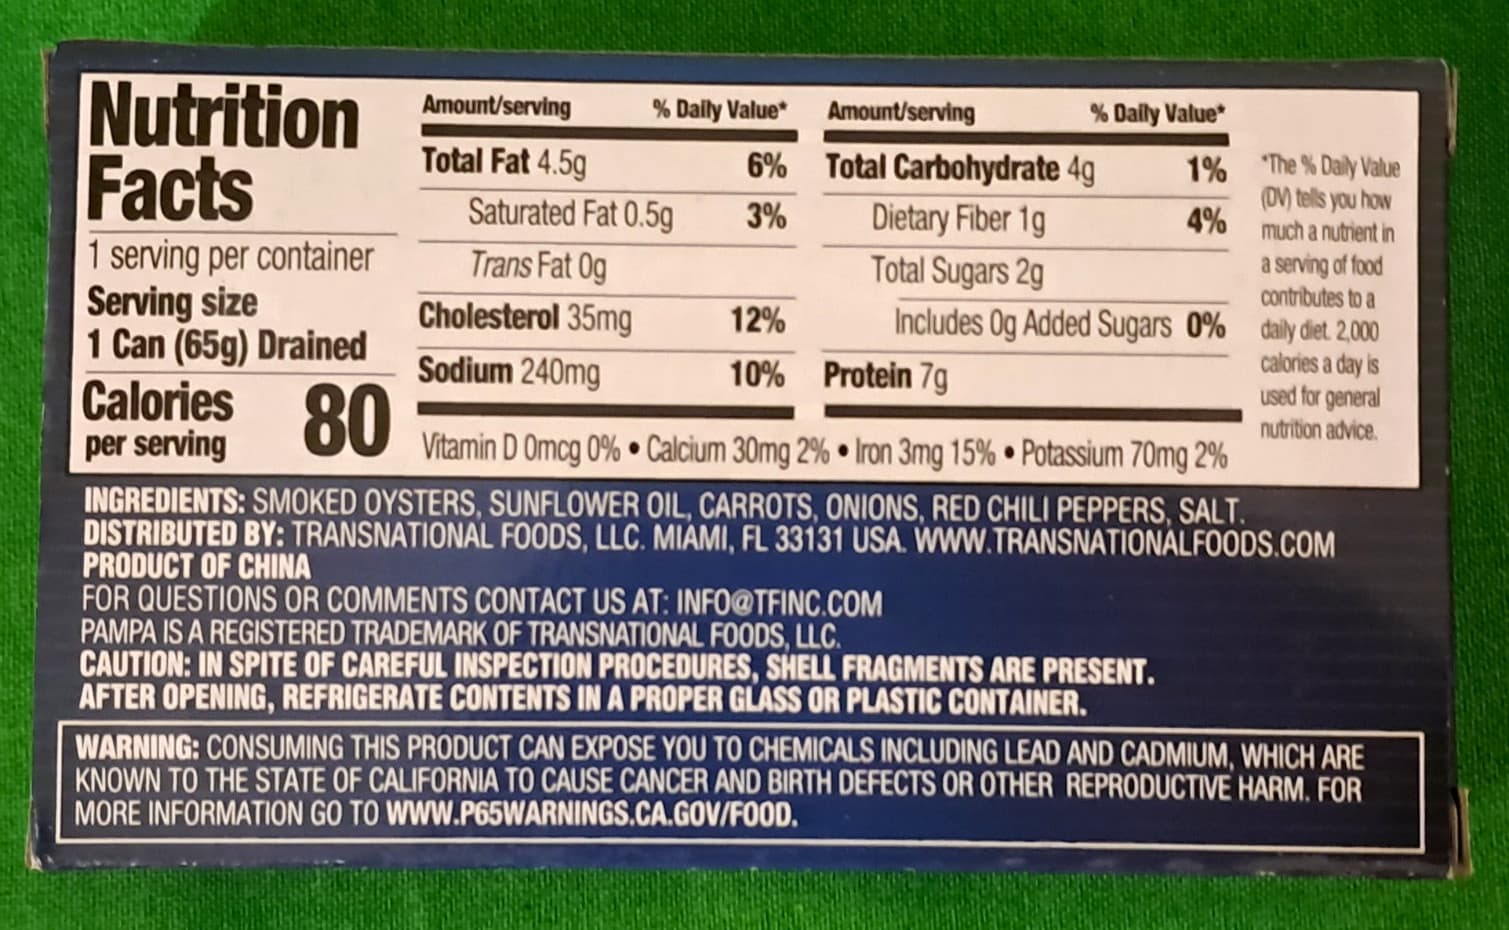 Nutrition
Facts
1 serving per container
Serving size
1 Can (65g) Drained
Calories
per serving
80
Amount/serving % Daily Value*
Total Fat 4.5g 6%
Saturated Fat 0.5g 3%
Trans Fat 0g
Cholesterol 35mg 12%
Sodium 240mg 10%
Amount/serving % Daily Value*
Total Carbohydrate 4g 1%
Dietary Fiber 1g 4%
Total Sugars 2g
Includes 0g Added Sugars 0%
Protein 7g
Vitamin D 0mcg 0% • Calcium 30mg 2% • Iron 3mg 15% • Potassium 70mg 2%
*The % Daily Value
(DV) tells you how
much a nutrient in
a serving of food
contributes to a
daily diet. 2,000
calories a day is
used for general
nutrition advice.
INGREDIENTS: SMOKED OYSTERS, SUNFLOWER OIL, CARROTS, ONIONS, RED CHILI PEPPERS, SALT.
DISTRIBUTED BY: TRANSNATIONAL FOODS, LLC. MIAMI, FL 33131 USA. WWW.TRANSNATIONALFOODS.COM
PRODUCT OF CHINA
FOR QUESTIONS OR COMMENTS CONTACT US AT: INFO@TFINC.COM
PAMPA IS A REGISTERED TRADEMARK OF TRANSNATIONAL FOODS, LLC.
CAUTION: IN SPITE OF CAREFUL INSPECTION PROCEDURES, SHELL FRAGMENTS ARE PRESENT.
AFTER OPENING, REFRIGERATE CONTENTS IN A PROPER GLASS OR PLASTIC CONTAINER.
WARNING: CONSUMING THIS PRODUCT CAN EXPOSE YOU TO CHEMICALS INCLUDING LEAD AND CADMIUM, WHICH ARE
KNOWN TO THE STATE OF CALIFORNIA TO CAUSE CANCER AND BIRTH DEFECTS OR OTHER REPRODUCTIVE HARM. FOR
MORE INFORMATION GO TO WWW.P65WARNINGS.CA.GOV/FOOD.